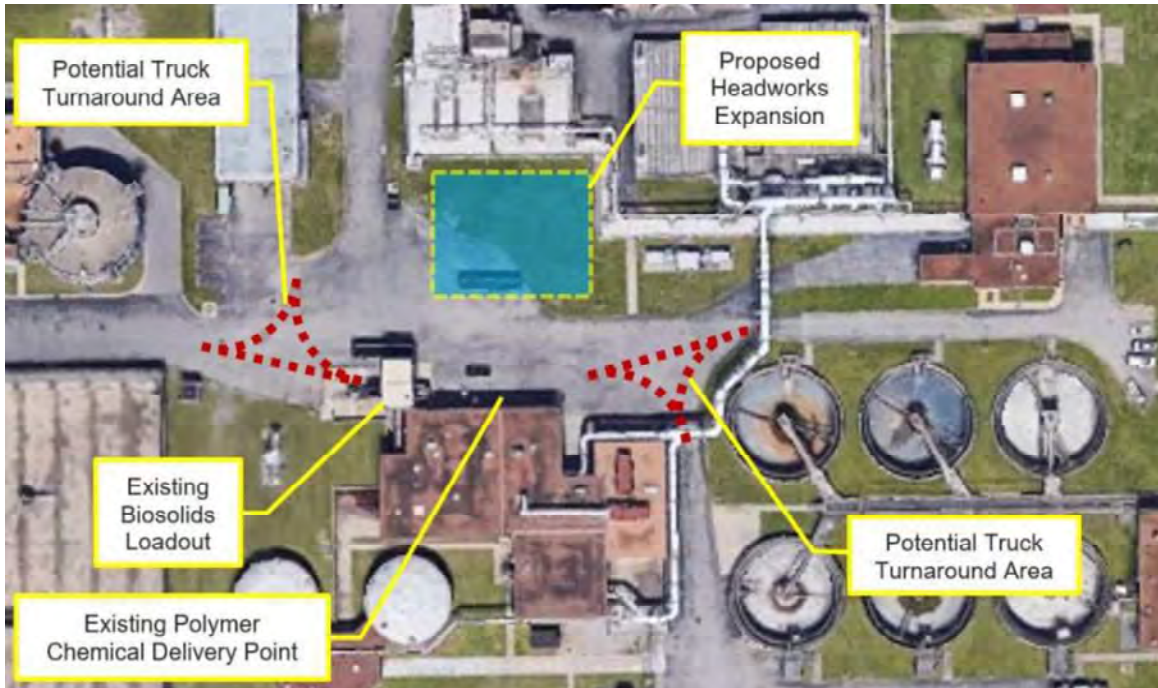 Potential Truck
Turnaround Area
Proposed
Headworks
Expansion
Existing
Biosolids
Loadout
Existing Polymer
Chemical Delivery Point
Potential Truck
Turnaround Area